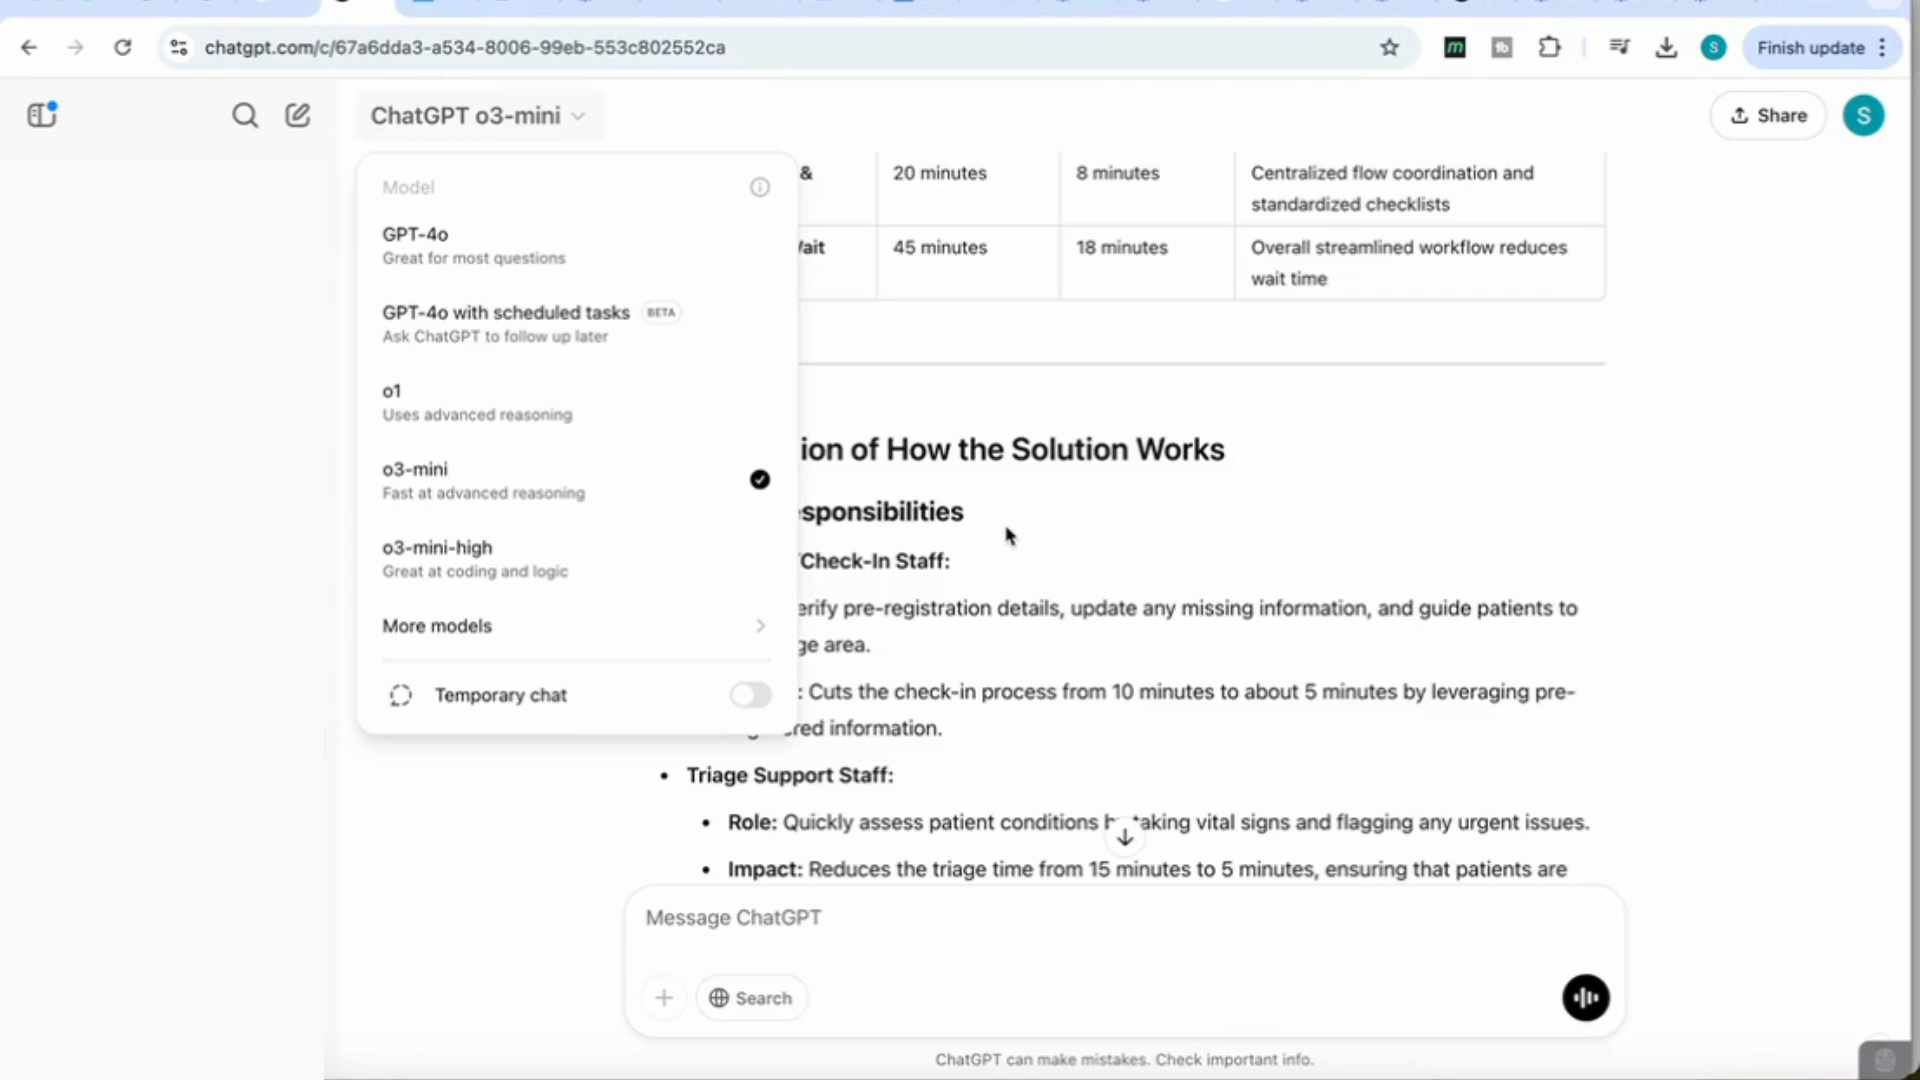 chatgpt.com/c/67a6dda3-a534-8006-99eb-553c802552ca
Finish update
ChatGPT o3-mini
Share
S
S
Model
GPT-4o
Great for most questions
GPT-4o with scheduled tasks BETA
Ask ChatGPT to follow up later
o1
Uses advanced reasoning
o3-mini
Fast at advanced reasoning
o3-mini-high
Great at coding and logic
More models
Temporary chat
& 20 minutes 8 minutes Centralized flow coordination and
standardized checklists
ait 45 minutes 18 minutes Overall streamlined workflow reduces
wait time
ion of How the Solution Works
sponsibilities
/Check-In Staff:
erify pre-registration details, update any missing information, and guide patients to
ge area.
: Cuts the check-in process from 10 minutes to about 5 minutes by leveraging pre-
red information.
• Triage Support Staff:
• Role: Quickly assess patient conditions taking vital signs and flagging any urgent issues.
• Impact: Reduces the triage time from 15 minutes to 5 minutes, ensuring that patients are
Message ChatGPT
Search
ChatGPT can make mistakes. Check important info.